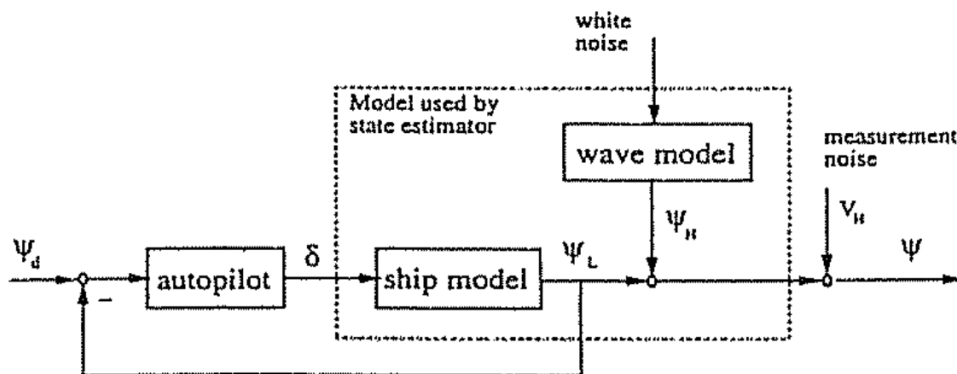 white
noise
Model used by
state estimator
wave model
measurement
noise
ψ_H
V_H
ψ_d
δ
ψ_L
ψ
autopilot
ship model
−